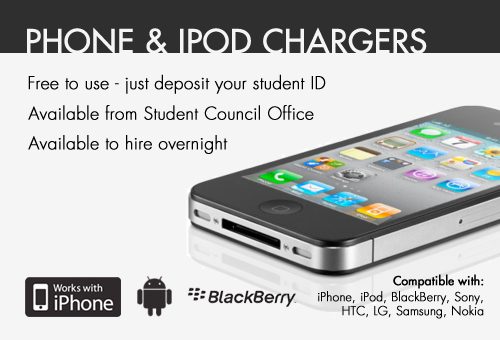 PHONE & IPOD CHARGERS
Free to use - just deposit your student ID
Available from Student Council Office
Available to hire overnight
Works with
iPhone
BlackBerry
Compatible with:
iPhone, iPod, BlackBerry, Sony,
HTC, LG, Samsung, Nokia